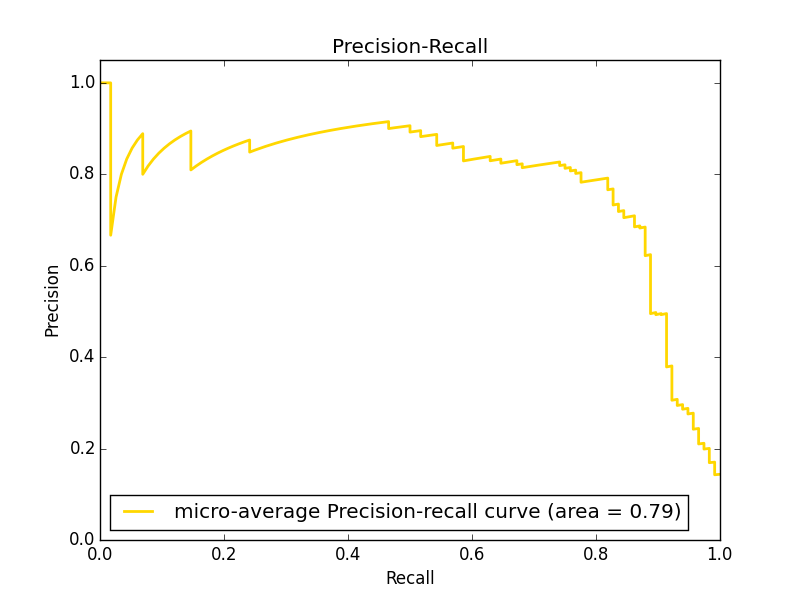 Precision-Recall
Precision
1.0
0.8
0.6
0.4
0.2
0.0
micro-average Precision-recall curve (area = 0.79)
0.0 0.2 0.4 0.6 0.8 1.0
Recall